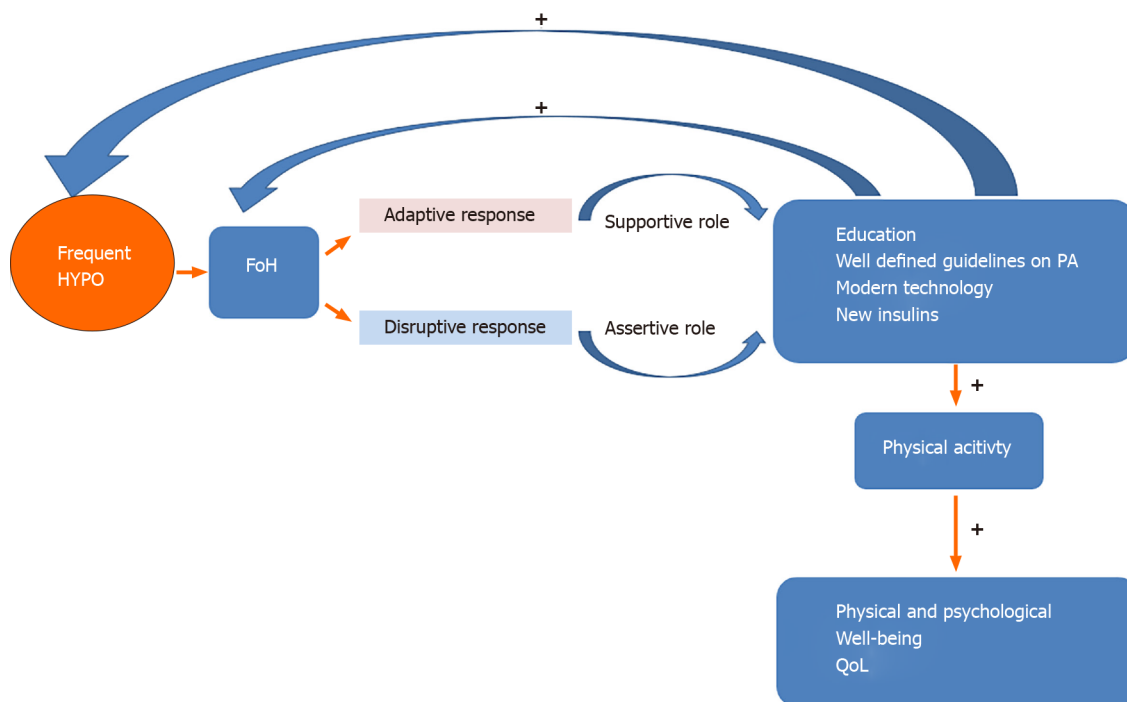 +
+
Frequent
HYPO
FoH
Adaptive response
Disruptive response
Supportive role
Assertive role
Education
Well defined guidelines on PA
Modern technology
New insulins
+
Physical acitivty
+
Physical and psychological
Well-being
QoL